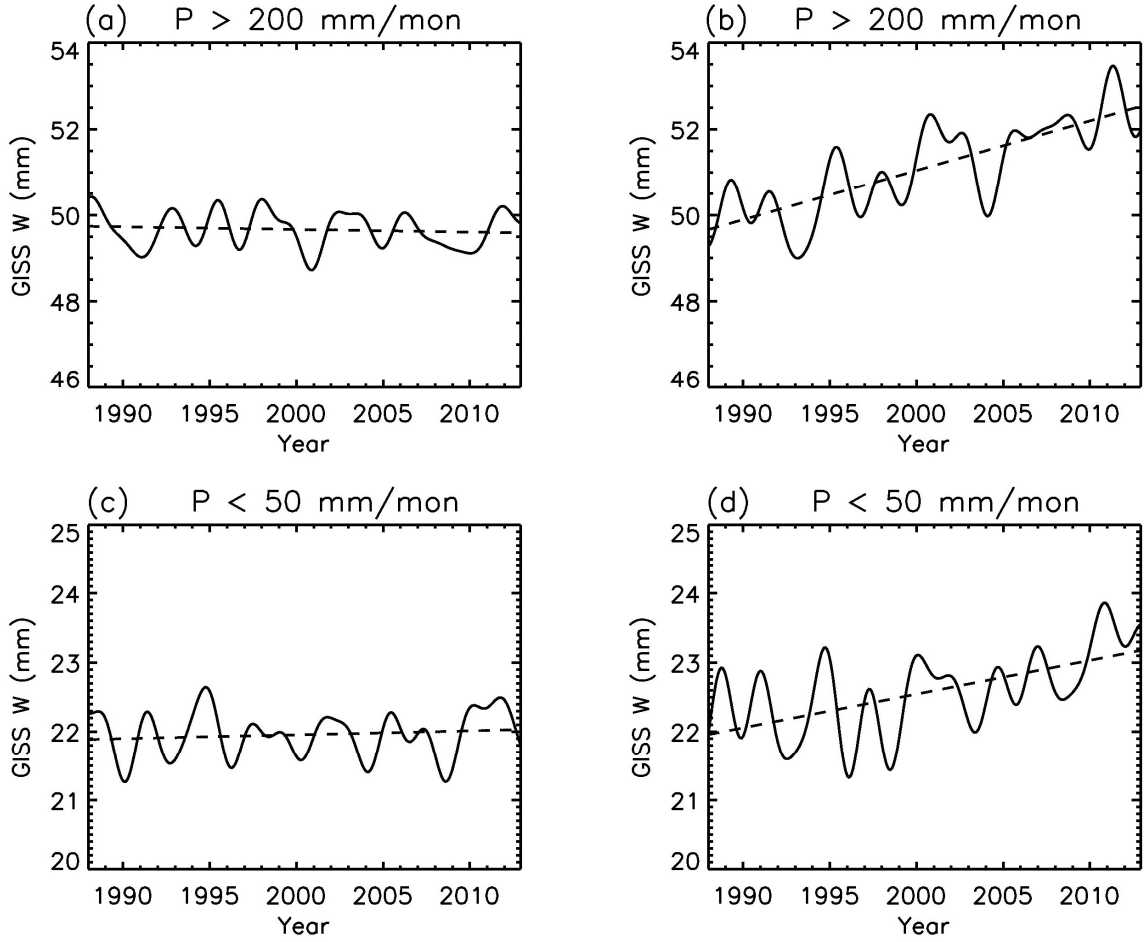 (a) P > 200 mm/mon
54
52
50
48
46
GISS W (mm)
1990 1995 2000 2005 2010
Year
(b) P > 200 mm/mon
54
52
50
48
46
GISS W (mm)
1990 1995 2000 2005 2010
Year
(c) P < 50 mm/mon
25
24
23
22
21
20
GISS W (mm)
1990 1995 2000 2005 2010
Year
(d) P < 50 mm/mon
25
24
23
22
21
20
GISS W (mm)
1990 1995 2000 2005 2010
Year